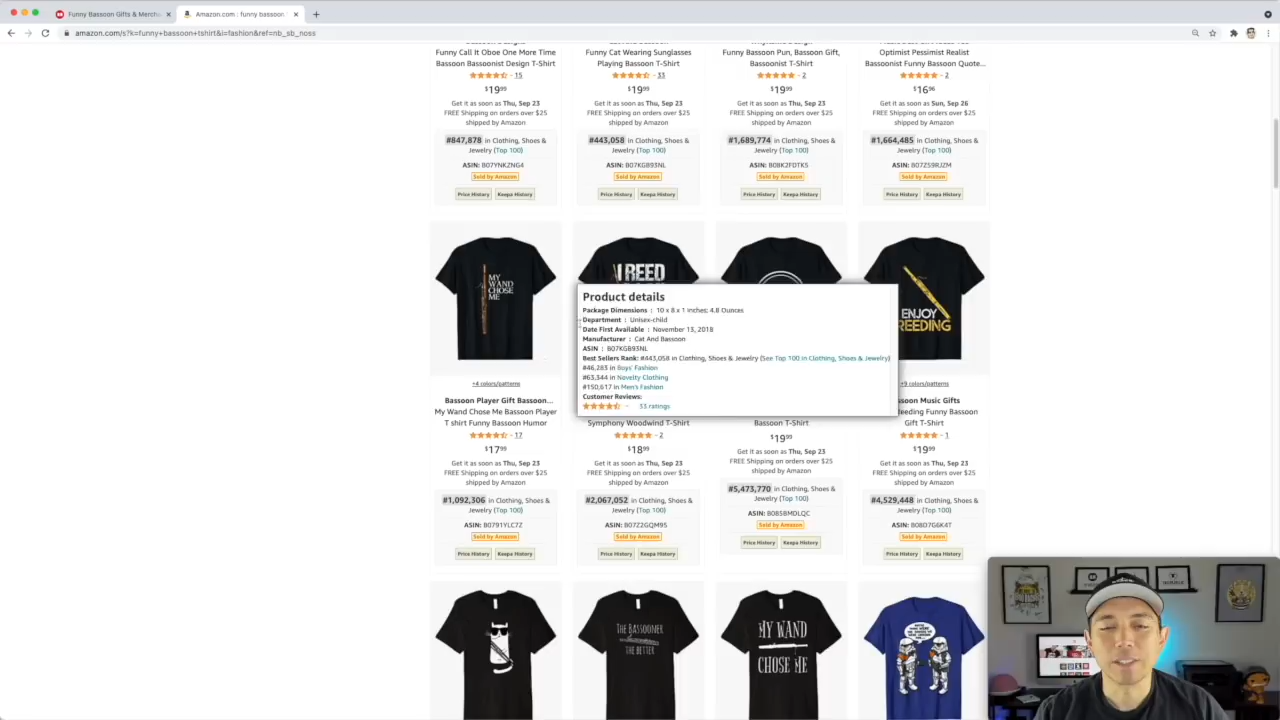 Funny Bassoon Gifts & Merch
Amazon.com : funny bassoon
amazon.com/s?k=funny+bassoon+tshirt&i=fashion&ref=nb_sb_noss
Funny Call It Oboe One More Time
Bassoon Bassoonist Design T-Shirt
15
$19.99
Get it as soon as Thu, Sep 23
FREE Shipping on orders over $25
shipped by Amazon
#847,878 in Clothing, Shoes &
Jewelry (Top 100)
ASIN: B07YNKZNG4
Sold by Amazon
Price History Keepa History
Funny Cat Wearing Sunglasses
Playing Bassoon T-Shirt
33
$19.99
Get it as soon as Thu, Sep 23
FREE Shipping on orders over $25
shipped by Amazon
#443,058 in Clothing, Shoes &
Jewelry (Top 100)
ASIN: B07KGB93NL
Sold by Amazon
Price History Keepa History
Funny Bassoon Pun, Bassoon Gift,
Bassoonist T-Shirt
2
$19.99
Get it as soon as Thu, Sep 23
FREE Shipping on orders over $25
shipped by Amazon
#1,689,774 in Clothing, Shoes &
Jewelry (Top 100)
ASIN: B08K2FDTKS
Sold by Amazon
Price History Keepa History
Optimist Pessimist Realist
Bassoonist Funny Bassoon Quote...
2
$16.96
Get it as soon as Sun, Sep 26
FREE Shipping on orders over $25
shipped by Amazon
#1,664,485 in Clothing, Shoes &
Jewelry (Top 100)
ASIN: B07ZS9RJZM
Sold by Amazon
Price History Keepa History
MY
WAND
CHOSE
ME
I REED
ENJOY
REEDING
Product details
Package Dimensions : 10 x 8 x 1 inches; 4.8 Ounces
Department : Unisex-child
Date First Available : November 13, 2018
Manufacturer : Cat And Bassoon
ASIN : B07KGB93NL
Best Sellers Rank: #443,058 in Clothing, Shoes & Jewelry (See Top 100 in Clothing, Shoes & Jewelry)
#46,283 in Boys' Fashion
#63,344 in Novelty Clothing
#150,617 in Men's Fashion
Customer Reviews:
33 ratings
+4 colors/patterns
Bassoon Player Gift Bassoon...
My Wand Chose Me Bassoon Player
T shirt Funny Bassoon Humor
17
$17.99
Get it as soon as Thu, Sep 23
FREE Shipping on orders over $25
shipped by Amazon
#1,092,306 in Clothing, Shoes &
Jewelry (Top 100)
ASIN: B0791YLC7Z
Sold by Amazon
Price History Keepa History
Symphony Woodwind T-Shirt
2
$18.99
Get it as soon as Thu, Sep 23
FREE Shipping on orders over $25
shipped by Amazon
#2,067,052 in Clothing, Shoes &
Jewelry (Top 100)
ASIN: B07Z2GQM9S
Sold by Amazon
Price History Keepa History
Bassoon T-Shirt
$19.99
Get it as soon as Thu, Sep 23
FREE Shipping on orders over $25
shipped by Amazon
#5,473,770 in Clothing, Shoes &
Jewelry (Top 100)
ASIN: B085BMDLQC
Sold by Amazon
Price History Keepa History
+9 colors/patterns
ssoon Music Gifts
Reeding Funny Bassoon
Gift T-Shirt
1
$19.99
Get it as soon as Thu, Sep 23
FREE Shipping on orders over $25
shipped by Amazon
#4,529,448 in Clothing, Shoes &
Jewelry (Top 100)
ASIN: B08D7G6K4T
Sold by Amazon
Price History Keepa History
THE BASSOONER
THE BETTER
MY WAND
CHOSE ME